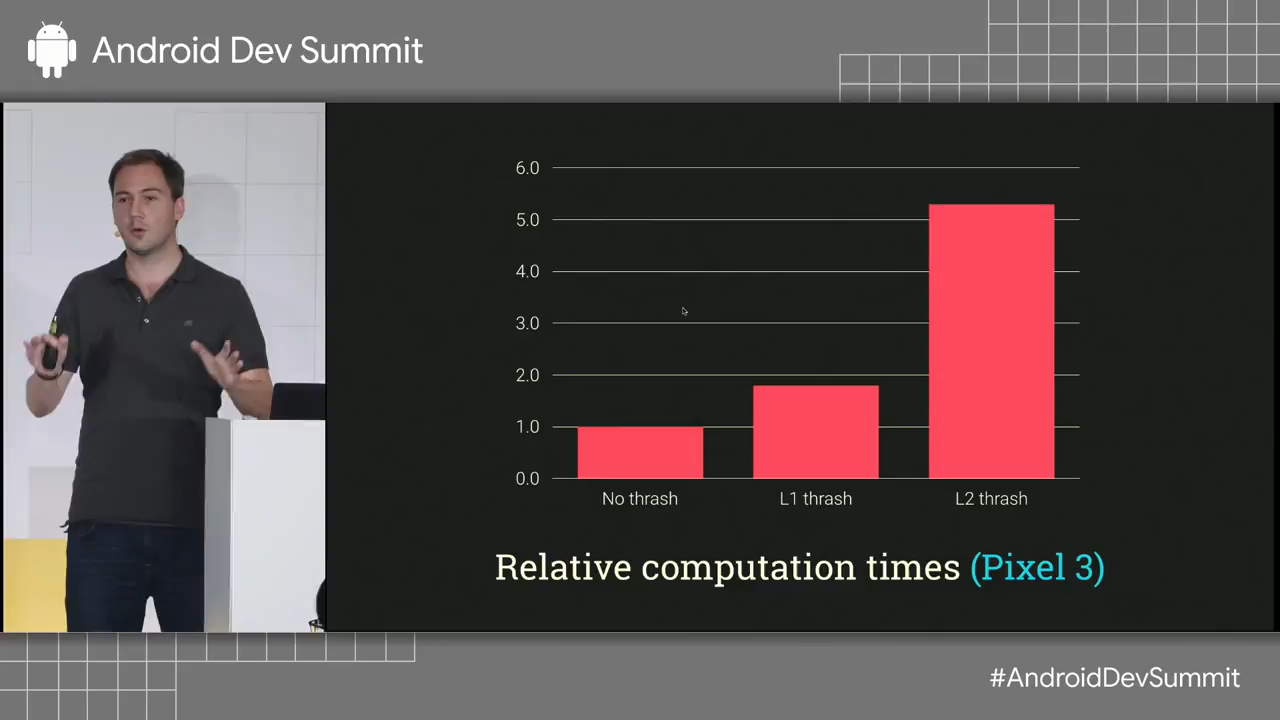 Android Dev Summit
6.0
5.0
4.0
3.0
2.0
1.0
0.0
No thrash L1 thrash L2 thrash
Relative computation times (Pixel 3)
#AndroidDevSummit